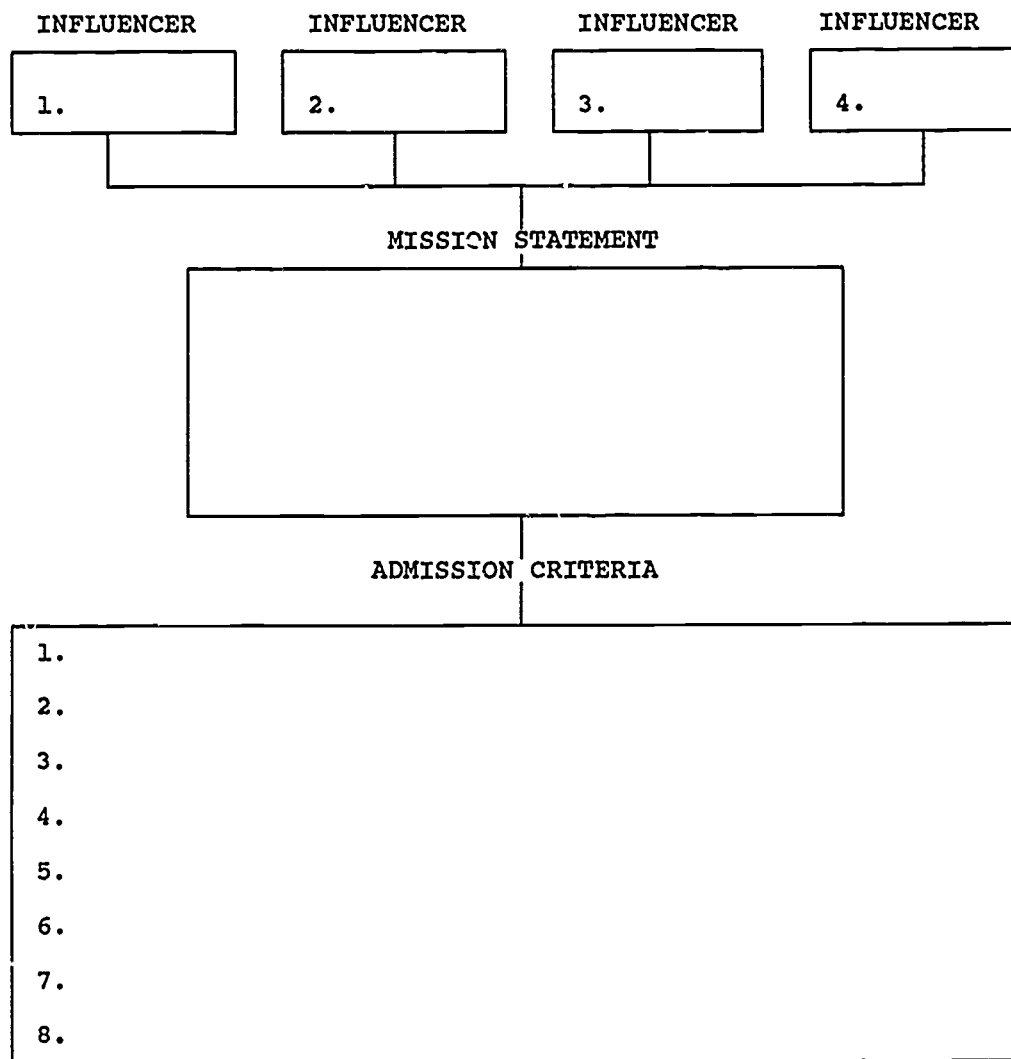 INFLUENCER INFLUENCER INFLUENCER INFLUENCER
1. 2. 3. 4.
MISSION STATEMENT
ADMISSION CRITERIA
1.
2.
3.
4.
5.
6.
7.
8.